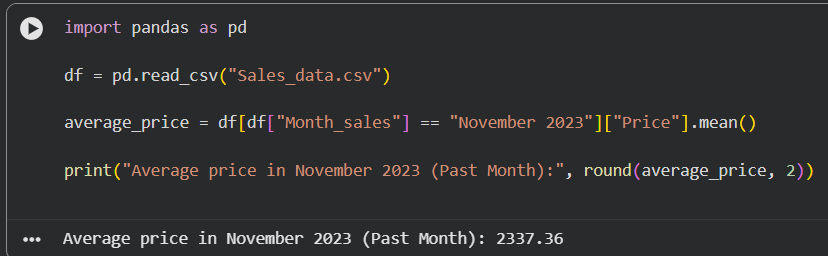 import pandas as pd
df = pd.read_csv("Sales_data.csv")
average_price = df[df["Month_sales"] == "November 2023"]["Price"].mean()
print("Average price in November 2023 (Past Month):", round(average_price, 2))
Average price in November 2023 (Past Month): 2337.36